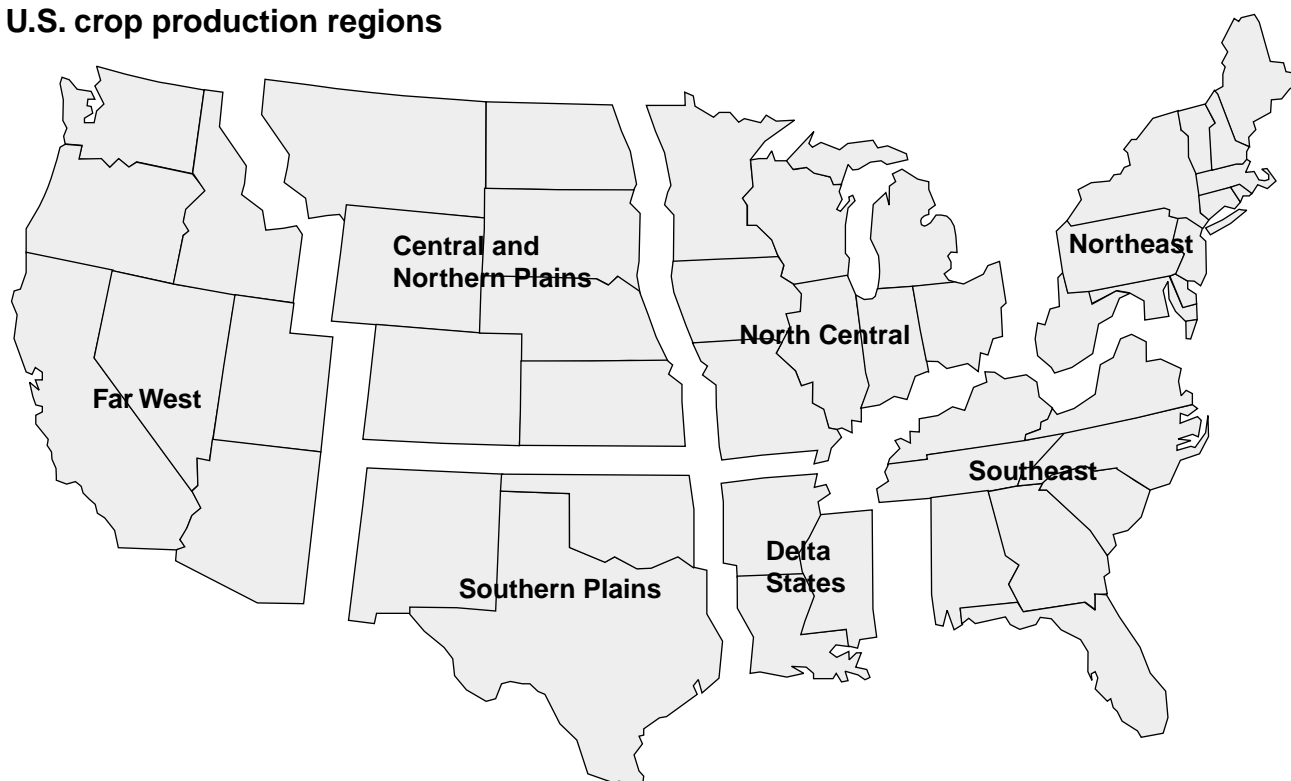 U.S. crop production regions
Northeast
Central and
Northern Plains
North Central
Far West
Southeast
Delta
States
Southern Plains